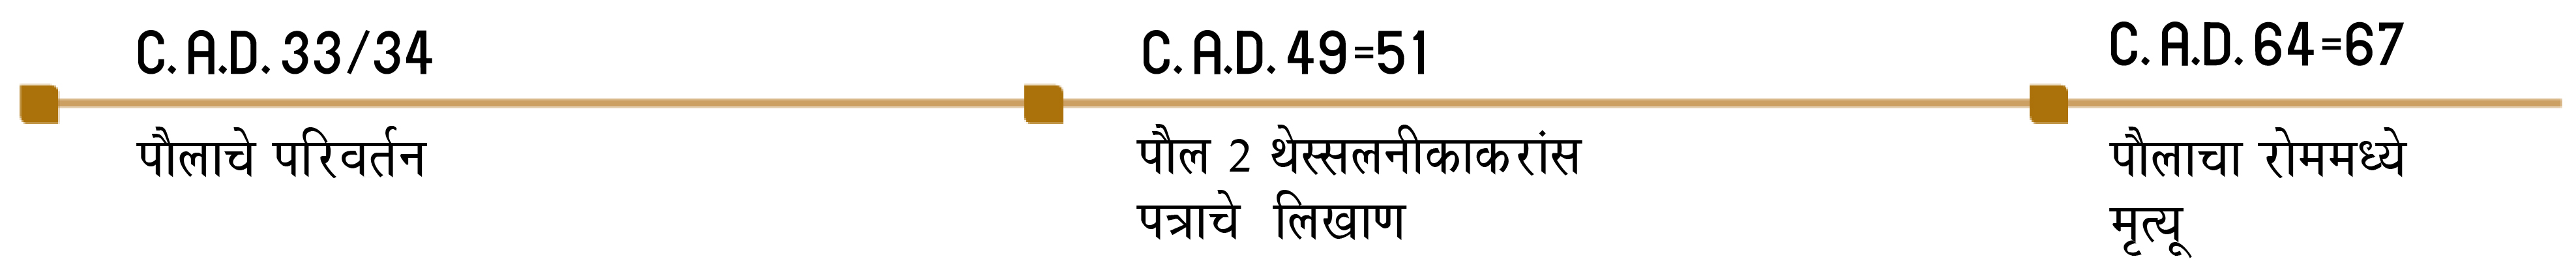 C. A.D. 33/34
पौलाचे परिवर्तन
C. A.D. 49=51
पौल 2 थेस्सलनीकाकरांस
पत्राचे लिखाण
C. A.D. 64=67
पौलाचा रोममध्ये
मृत्यू